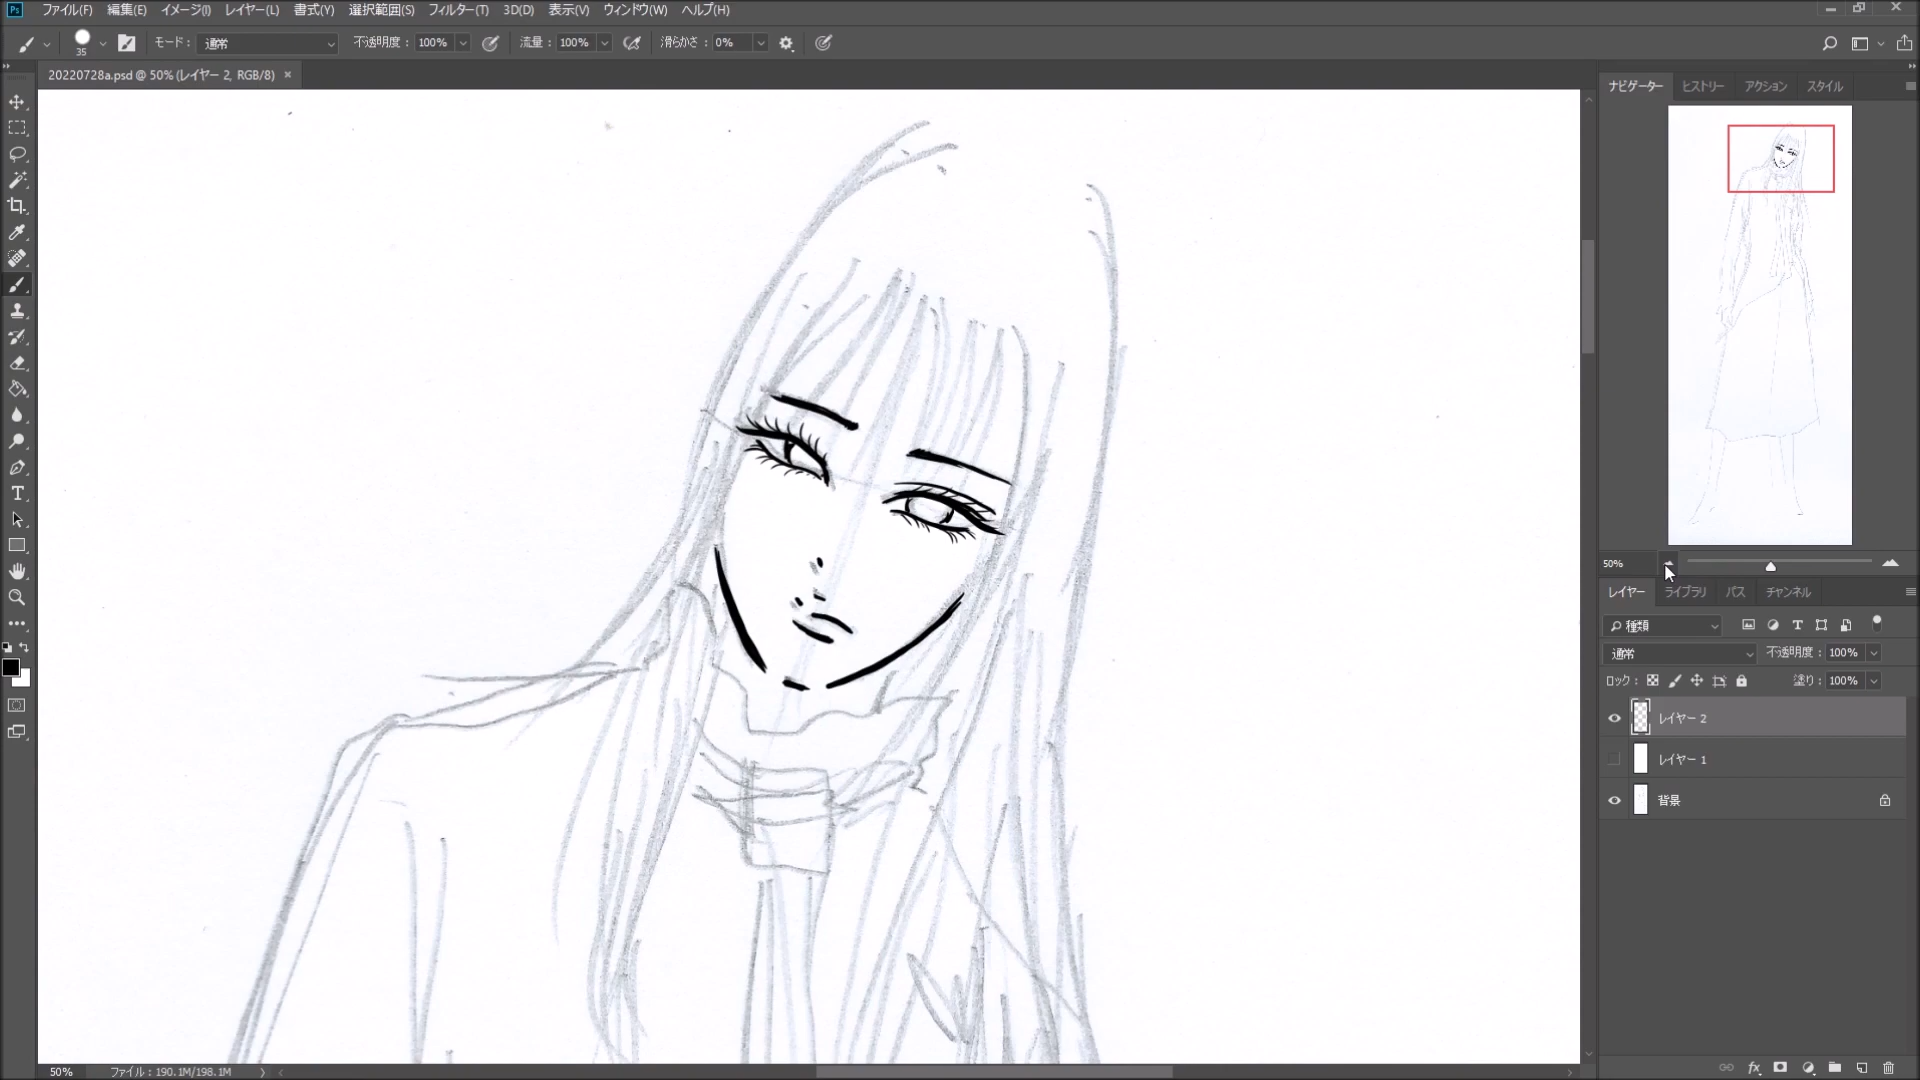 Ps ファイル(F) 編集(E) イメージ(I) レイヤー(L) 書式(Y) 選択範囲(S) フィルター(T) 3D(D) 表示(V) ウィンドウ(W) ヘルプ(H)
35 モード： 通常 不透明度： 100% 流量： 100% 滑らかさ： 0%
20220728a.psd @ 50% (レイヤー 2, RGB/8) ×
ナビゲーター ヒストリー アクション スタイル
50%
レイヤー ライブラリ パス チャンネル
種類
通常 不透明度： 100%
ロック： 塗り： 100%
レイヤー 2
レイヤー 1
背景
50% ファイル：190.1M/198.1M